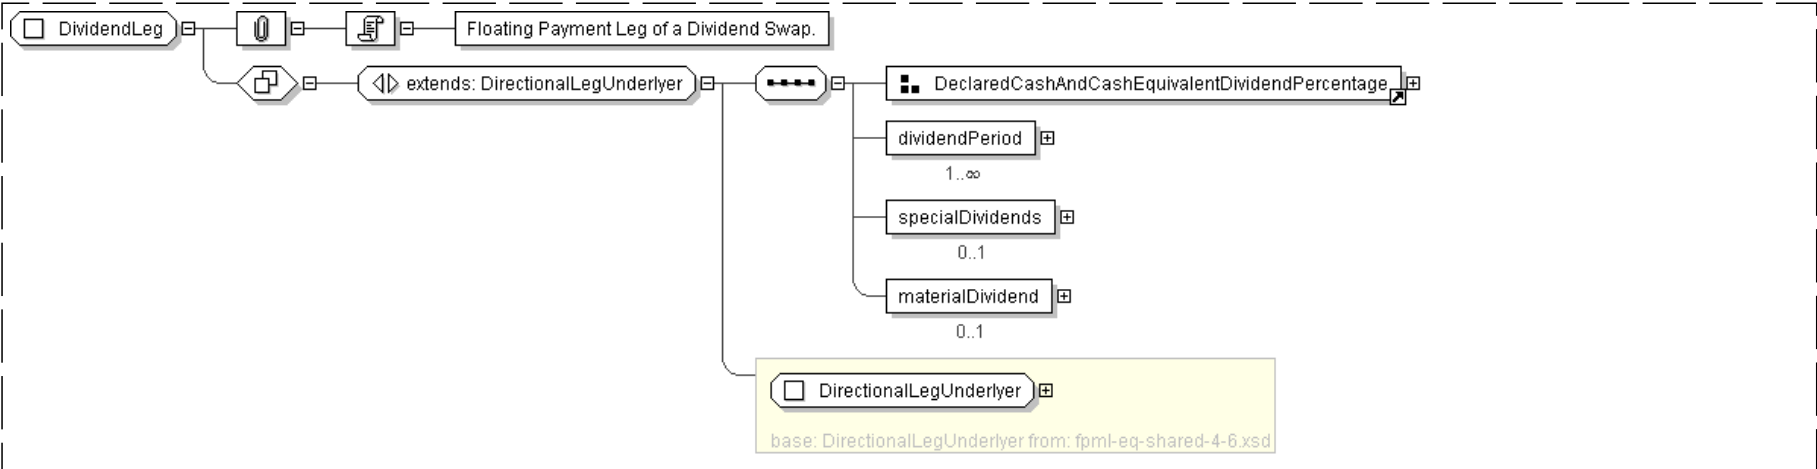 DividendLeg
Floating Payment Leg of a Dividend Swap.
extends: DirectionalLegUnderlyer
DeclaredCashAndCashEquivalentDividendPercentage
dividendPeriod
1..∞
specialDividends
0..1
materialDividend
0..1
DirectionalLegUnderlyer
base: DirectionalLegUnderlyer from: fpml-eq-shared-4-6.xsd